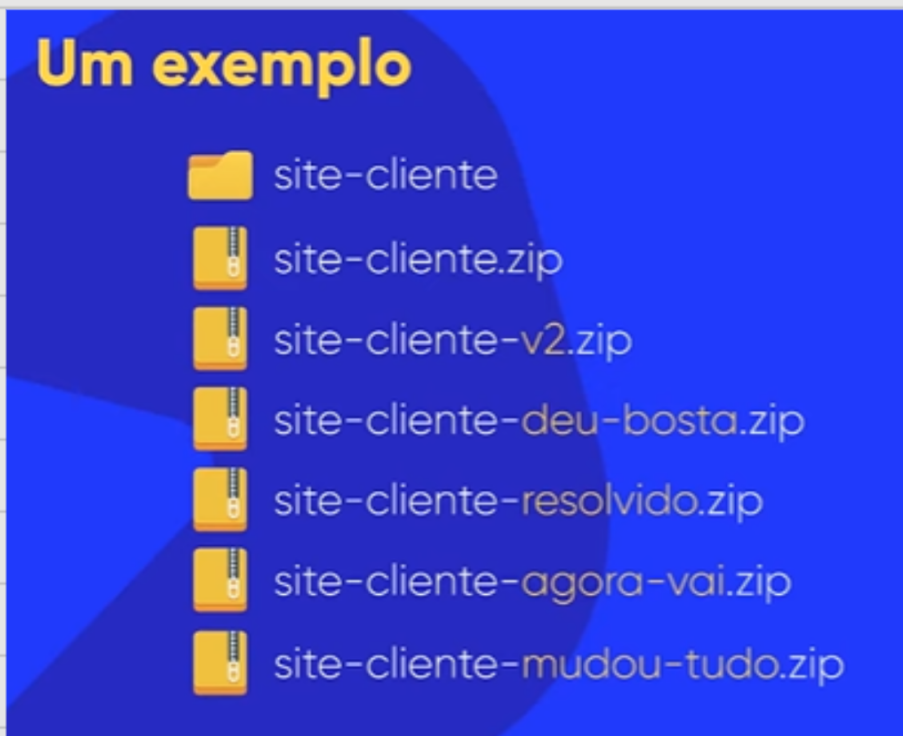 Um exemplo
site-cliente
site-cliente.zip
site-cliente-v2.zip
site-cliente-deu-bosta.zip
site-cliente-resolvido.zip
site-cliente-agora-vai.zip
site-cliente-mudou-tudo.zip